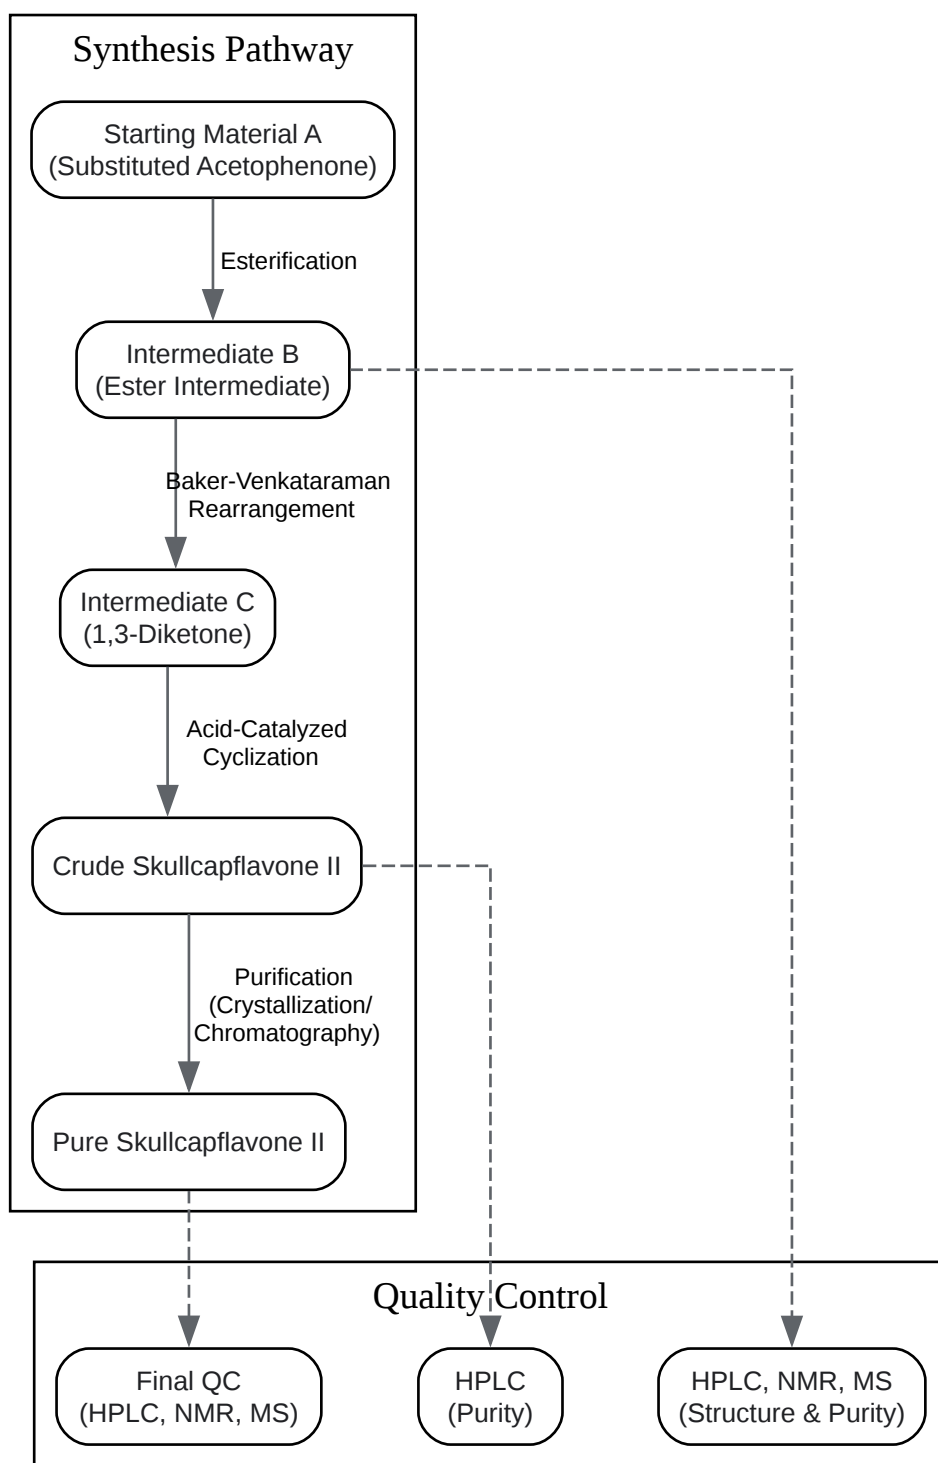 Synthesis Pathway
Starting Material A
(Substituted Acetophenone)
Esterification
Intermediate B
(Ester Intermediate)
Baker-Venkataraman
Rearrangement
Intermediate C
(1,3-Diketone)
Acid-Catalyzed
Cyclization
Crude Skullcapflavone II
Purification
(Crystallization/
Chromatography)
Pure Skullcapflavone II
Quality Control
Final QC
(HPLC, NMR, MS)
HPLC
(Purity)
HPLC, NMR, MS
(Structure & Purity)